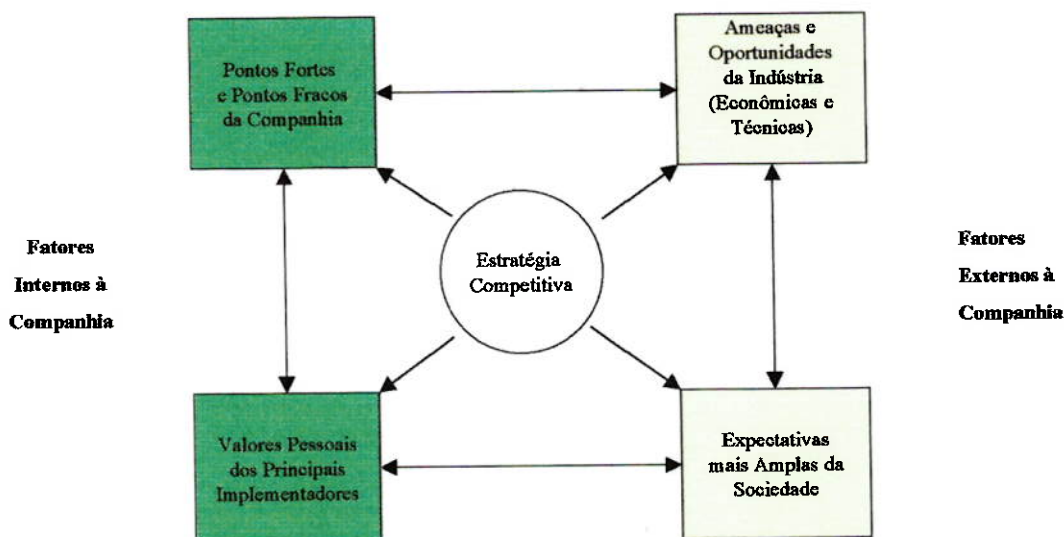 Pontos Fortes
e Pontos Fracos
da Companhia
Ameaças e
Oportunidades
da Indústria
(Econômicas e
Técnicas)
Fatores
Internos à
Companhia
Estratégia
Competitiva
Fatores
Externos à
Companhia
Valores Pessoais
dos Principais
Implementadores
Expectativas
mais Amplas da
Sociedade